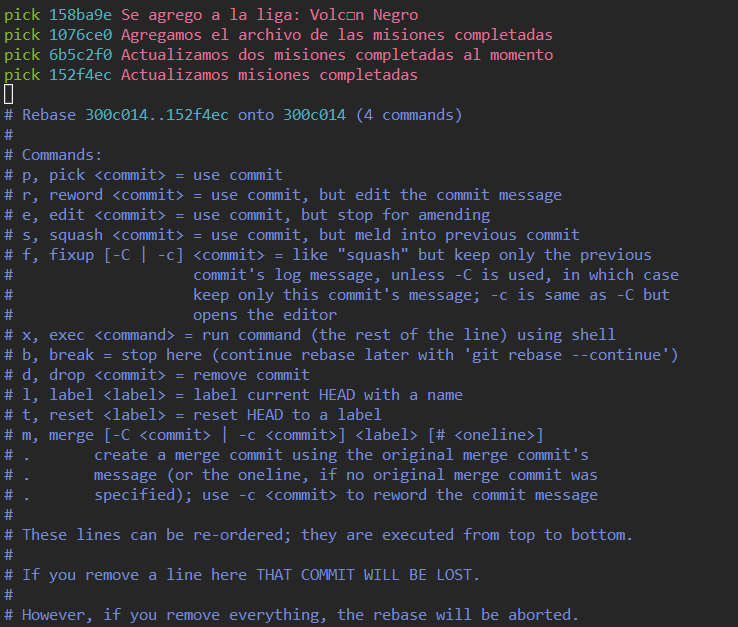 pick 158ba9e Se agrego a la liga: Volc□n Negro
pick 1076ce0 Agregamos el archivo de las misiones completadas
pick 6b5c2f0 Actualizamos dos misiones completadas al momento
pick 152f4ec Actualizamos misiones completadas
# Rebase 300c014..152f4ec onto 300c014 (4 commands)
#
# Commands:
# p, pick <commit> = use commit
# r, reword <commit> = use commit, but edit the commit message
# e, edit <commit> = use commit, but stop for amending
# s, squash <commit> = use commit, but meld into previous commit
# f, fixup [-C | -c] <commit> = like "squash" but keep only the previous
#                    commit's log message, unless -C is used, in which case
#                    keep only this commit's message; -c is same as -C but
#                    opens the editor
# x, exec <command> = run command (the rest of the line) using shell
# b, break = stop here (continue rebase later with 'git rebase --continue')
# d, drop <commit> = remove commit
# l, label <label> = label current HEAD with a name
# t, reset <label> = reset HEAD to a label
# m, merge [-C <commit> | -c <commit>] <label> [# <oneline>]
# .       create a merge commit using the original merge commit's
# .       message (or the oneline, if no original merge commit was
# .       specified); use -c <commit> to reword the commit message
#
# These lines can be re-ordered; they are executed from top to bottom.
#
# If you remove a line here THAT COMMIT WILL BE LOST.
#
# However, if you remove everything, the rebase will be aborted.